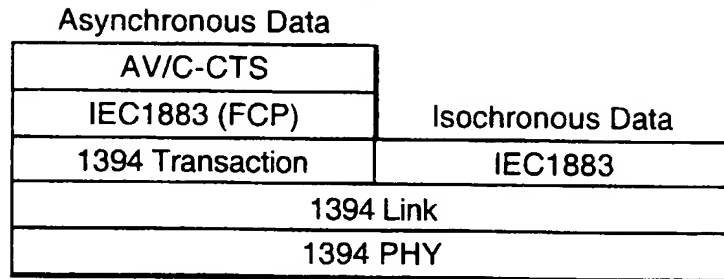 Asynchronous Data
AV/C-CTS
IEC1883 (FCP)
Isochronous Data
1394 Transaction
IEC1883
1394 Link
1394 PHY